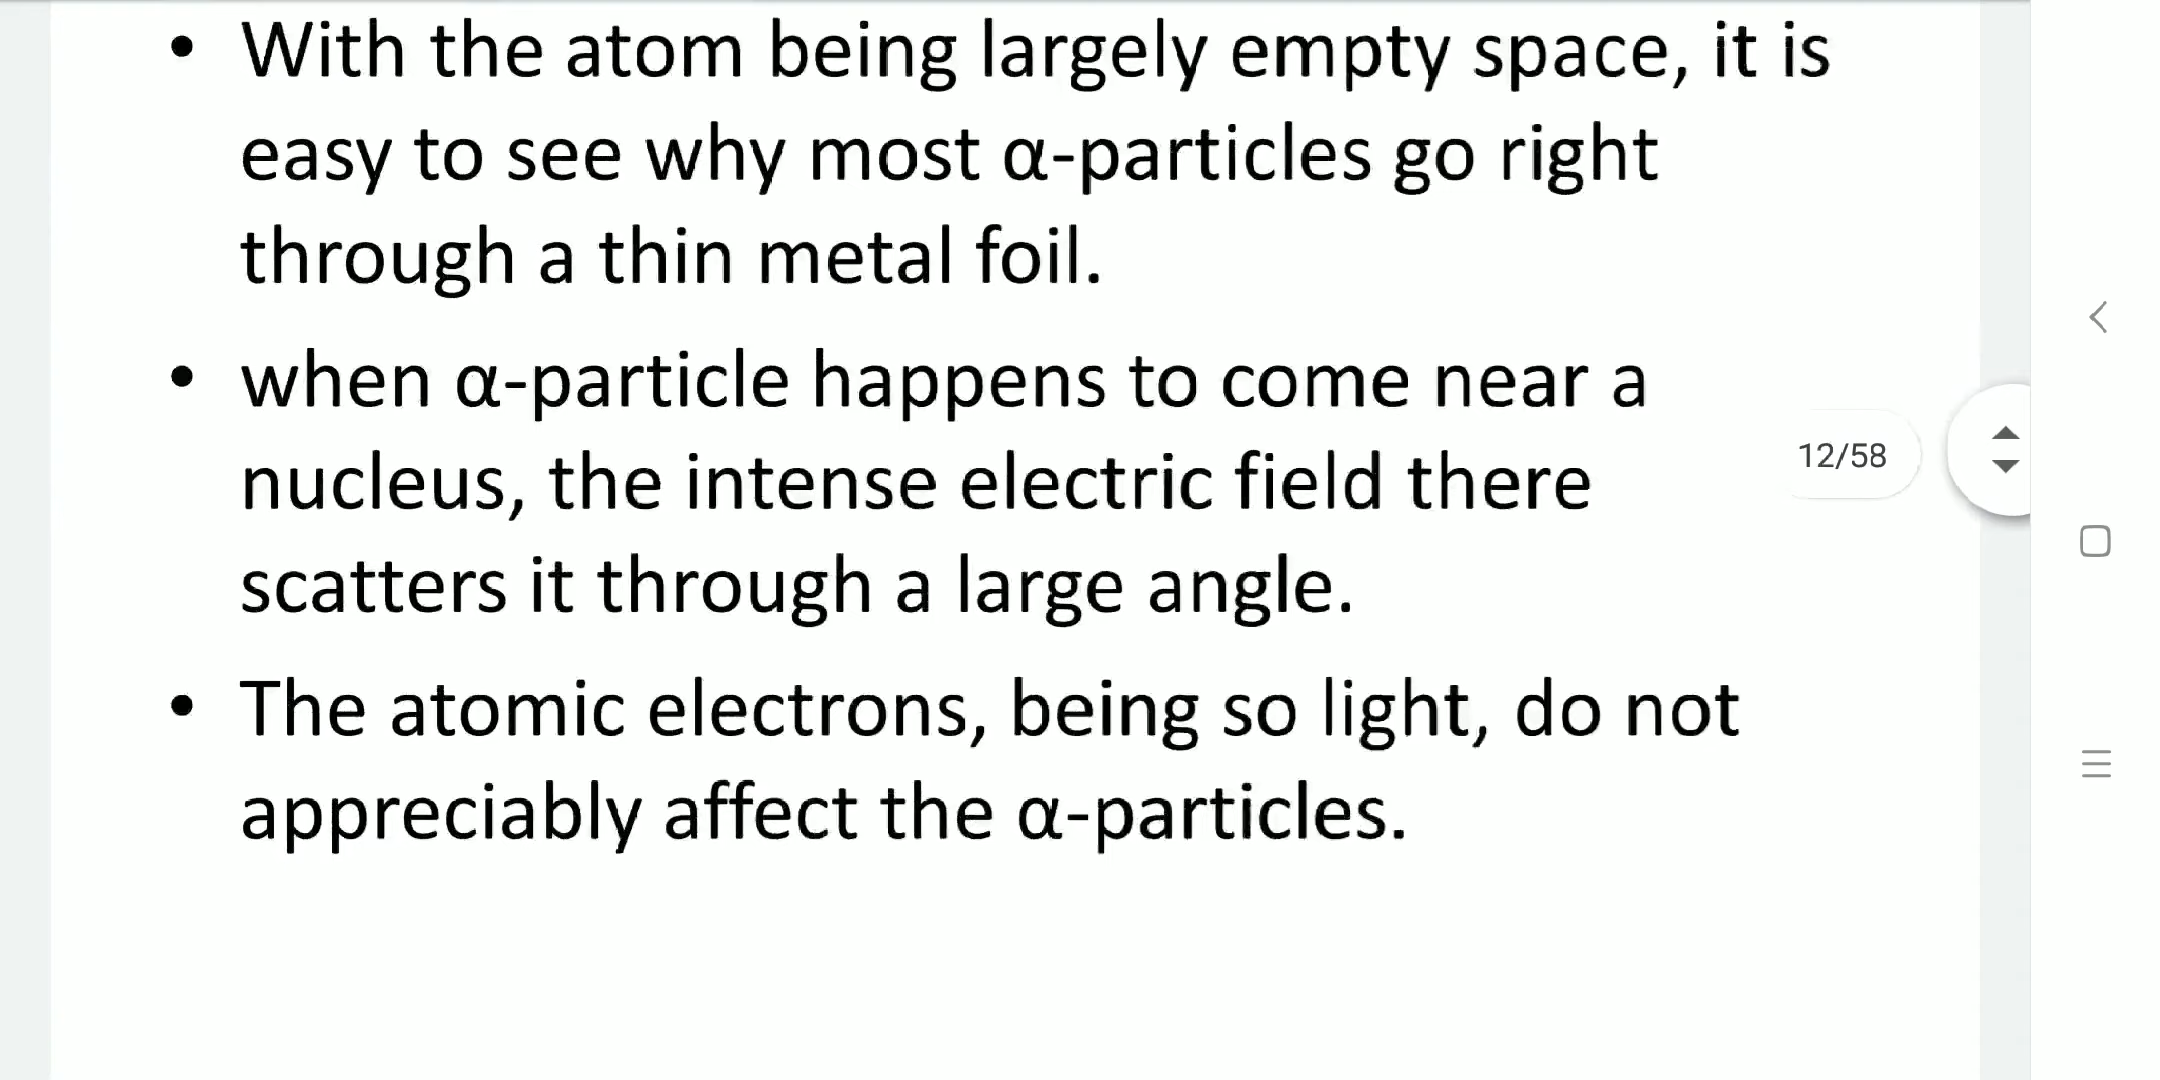 • With the atom being largely empty space, it is
easy to see why most α-particles go right
through a thin metal foil.
• when α-particle happens to come near a
nucleus, the intense electric field there
scatters it through a large angle.
12/58
• The atomic electrons, being so light, do not
appreciably affect the α-particles.